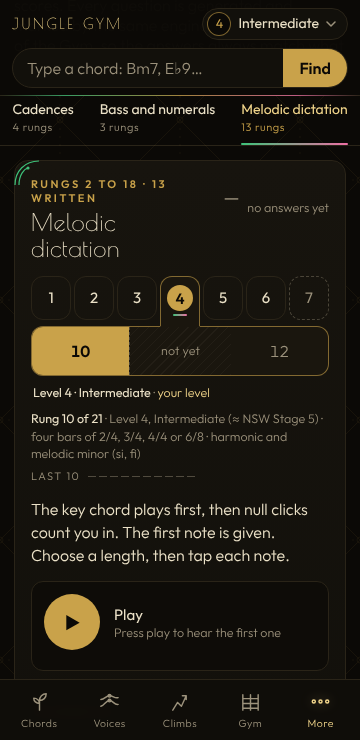 JUNGLE GYM
4 Intermediate
Type a chord: Bm7, E♭9... Find
Cadences Bass and numerals Melodic dictation
4 rungs 3 rungs 13 rungs
RUNGS 2 TO 18 · 13
WRITTEN
— no answers yet
Melodic
dictation
1 2 3 4 5 6 7
10 not yet 12
Level 4 · Intermediate · your level
Rung 10 of 21 · Level 4, Intermediate (≈ NSW Stage 5) ·
four bars of 2/4, 3/4, 4/4 or 6/8 · harmonic and
melodic minor (si, fi)
LAST 10 — — — — — — — — — —
The key chord plays first, then null clicks
count you in. The first note is given.
Choose a length, then tap each note.
Play
Press play to hear the first one
Chords Voices Climbs Gym More